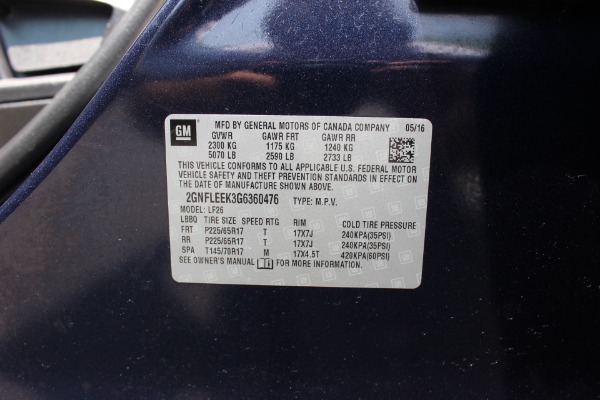 GM MFD BY GENERAL MOTORS OF CANADA COMPANY 05/16
GVWR GAWR FRT GAWR RR
2300 KG 1175 KG 1240 KG
5070 LB 2590 LB 2733 LB
THIS VEHICLE CONFORMS TO ALL APPLICABLE U.S. FEDERAL MOTOR
VEHICLE SAFETY AND THEFT PREVENTION STANDARDS IN EFFECT
ON THE DATE OF MANUFACTURE SHOWN ABOVE.
2GNFLEEK3G6360476 TYPE: M.P.V.
MODEL: LF26
LBBQ TIRE SIZE SPEED RTG RIM COLD TIRE PRESSURE
FRT P225/65R17 T 17X7J 240KPA(35PSI)
RR P225/65R17 T 17X7J 240KPA(35PSI)
SPA T145/70R17 M 17X4.5T 420KPA(60PSI)
SEE OWNER'S MANUAL FOR MORE INFORMATION.